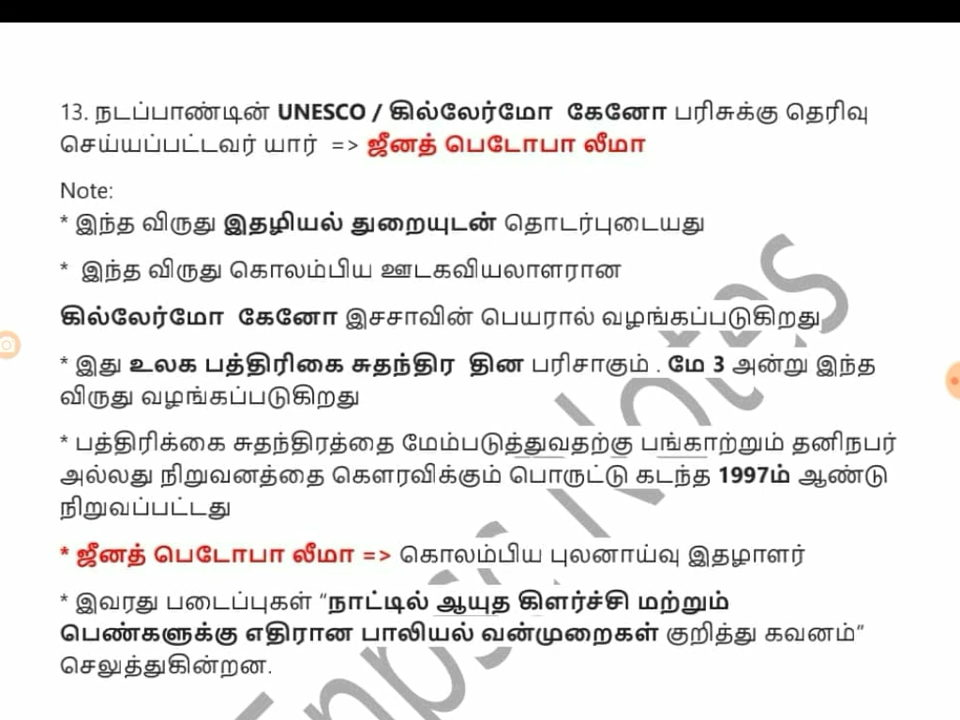 13. நடப்பாண்டின் UNESCO / கில்லேர்மோ கேனோ பரிசுக்கு தெரிவு
செய்யப்பட்டவர் யார் => ஜீனத் பெடோபா லீமா
Note:
* இந்த விருது இதழியல் துறையுடன் தொடர்புடையது
* இந்த விருது கொலம்பிய ஊடகவியலாளரான
கில்லேர்மோ கேனோ இசசாவின் பெயரால் வழங்கப்படுகிறது
* இது உலக பத்திரிகை சுதந்திர தின பரிசாகும் . மே 3 அன்று இந்த
விருது வழங்கப்படுகிறது
* பத்திரிக்கை சுதந்திரத்தை மேம்படுத்துவதற்கு பங்காற்றும் தனிநபர்
அல்லது நிறுவனத்தை கௌரவிக்கும் பொருட்டு கடந்த 1997ம் ஆண்டு
நிறுவப்பட்டது
* ஜீனத் பெடோபா லீமா => கொலம்பிய புலனாய்வு இதழாளர்
* இவரது படைப்புகள் “நாட்டில் ஆயுத கிளர்ச்சி மற்றும்
பெண்களுக்கு எதிரான பாலியல் வன்முறைகள் குறித்து கவனம்”
செலுத்துகின்றன.
Notes